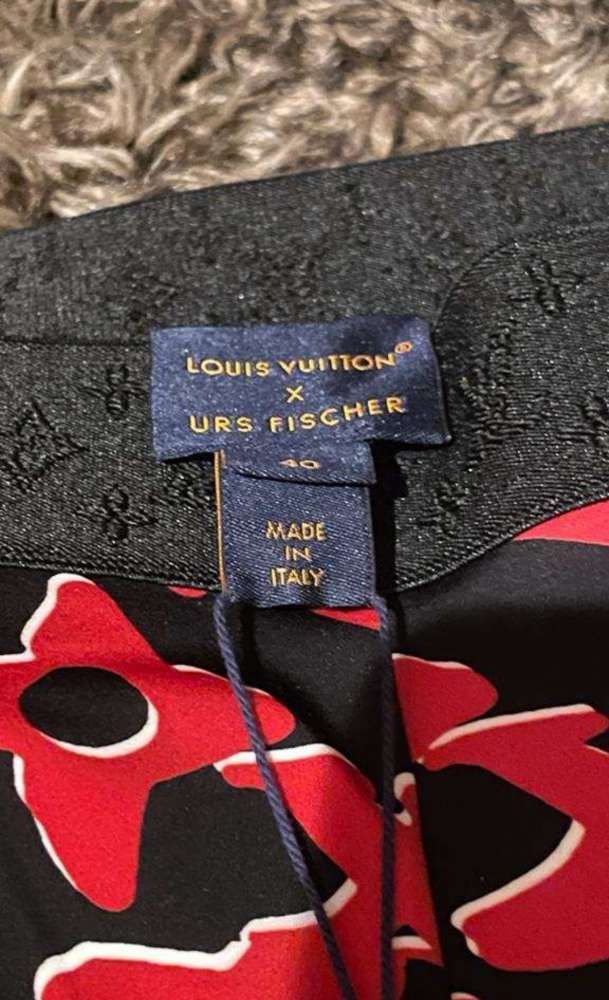 LOUIS VUITTON®
X
URS FISCHER
40
MADE
IN
ITALY